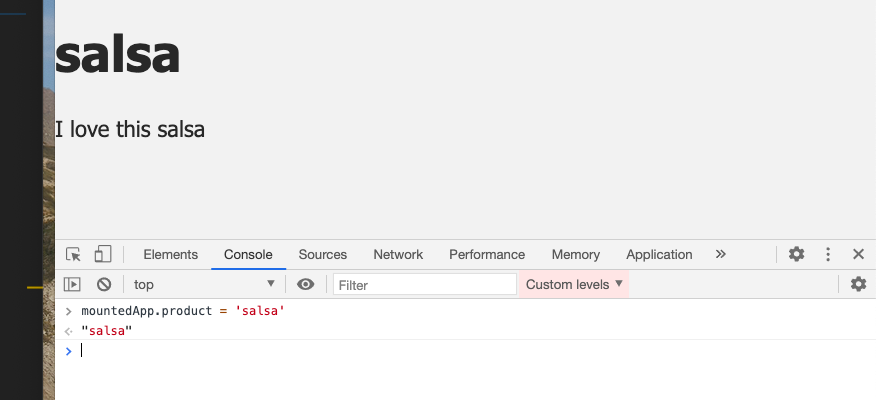 salsa
I love this salsa
Elements Console Sources Network Performance Memory Application »
top ▼ Filter Custom levels ▼
> mountedApp.product = 'salsa'
<· "salsa"
>